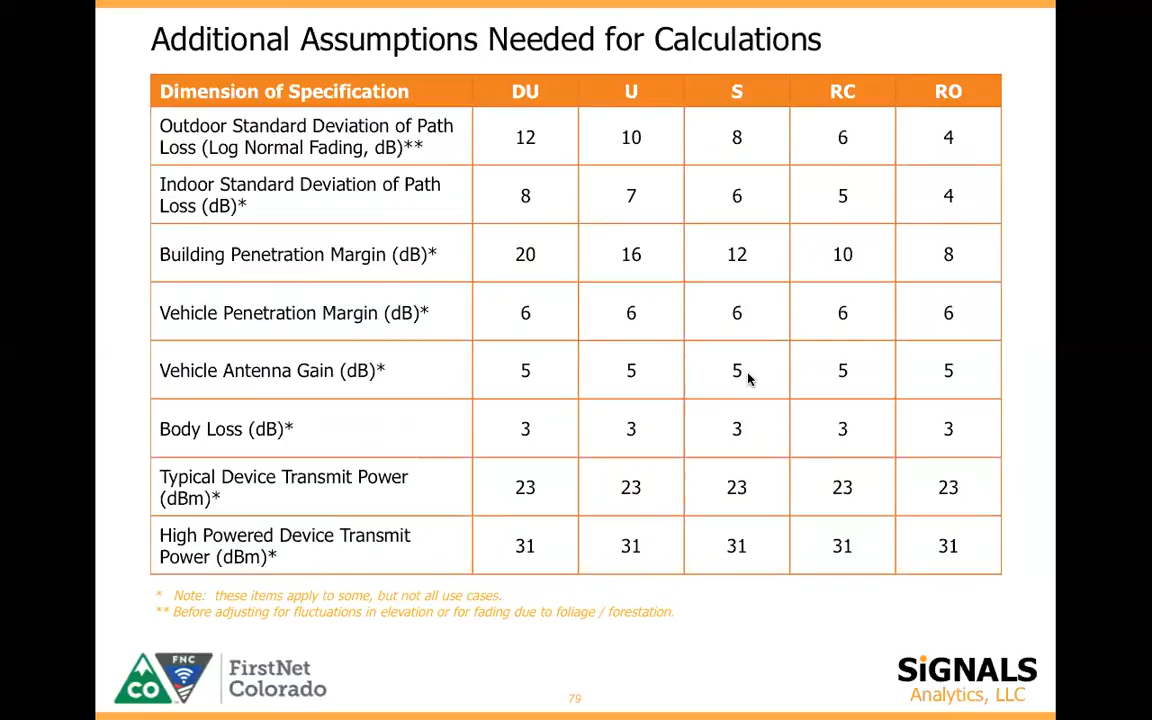 Additional Assumptions Needed for Calculations
Dimension of Specification DU U S RC RO
Outdoor Standard Deviation of Path
Loss (Log Normal Fading, dB)** 12 10 8 6 4
Indoor Standard Deviation of Path
Loss (dB)* 8 7 6 5 4
Building Penetration Margin (dB)* 20 16 12 10 8
Vehicle Penetration Margin (dB)* 6 6 6 6 6
Vehicle Antenna Gain (dB)* 5 5 5 5 5
Body Loss (dB)* 3 3 3 3 3
Typical Device Transmit Power
(dBm)* 23 23 23 23 23
High Powered Device Transmit
Power (dBm)* 31 31 31 31 31
* Note: these items apply to some, but not all use cases.
** Before adjusting for fluctuations in elevation or for fading due to foliage / forestation.
FNC
CO
FirstNet
Colorado
79
SiGNALS
Analytics, LLC